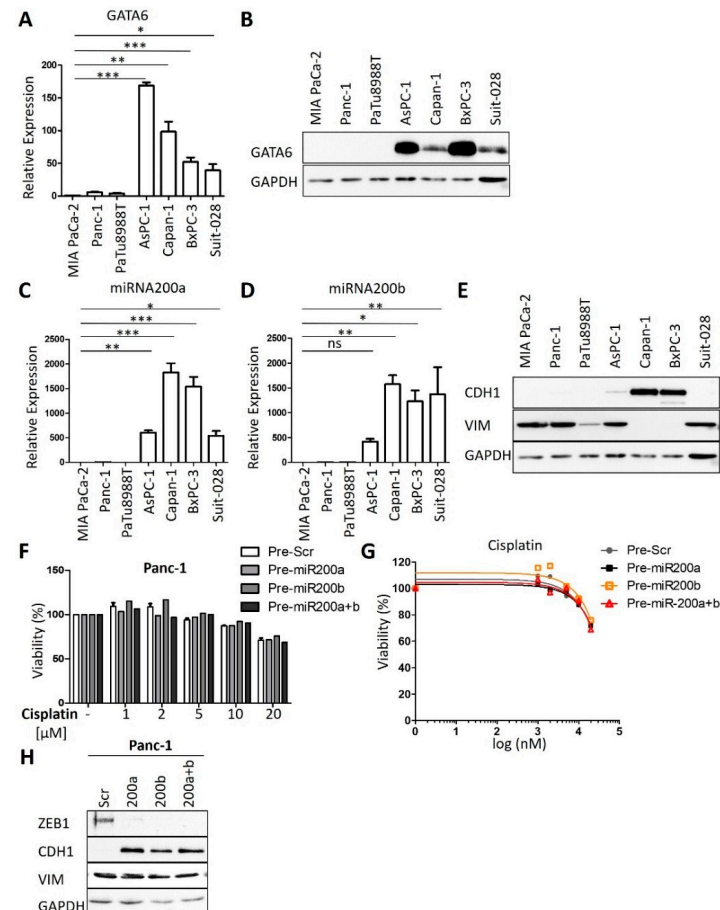 A
GATA6
*
***
**
***
Relative Expression
200
150
100
50
0
MIA PaCa-2
Panc-1
PaTu8988T
AsPC-1
Capan-1
BxPC-3
Suit-028
B
MIA PaCa-2
Panc-1
PaTu8988T
AsPC-1
Capan-1
BxPC-3
Suit-028
GATA6
GAPDH
C
miRNA200a
*
***
***
**
Relative Expression
2500
2000
1500
1000
500
0
MIA PaCa-2
Panc-1
PaTu8988T
AsPC-1
Capan-1
BxPC-3
Suit-028
D
miRNA200b
**
*
**
ns
Relative Expression
2500
2000
1500
1000
500
0
MIA PaCa-2
Panc-1
PaTu8988T
AsPC-1
Capan-1
BxPC-3
Suit-028
E
MIA PaCa-2
Panc-1
PaTu8988T
AsPC-1
Capan-1
BxPC-3
Suit-028
CDH1
VIM
GAPDH
F
Panc-1
Pre-Scr
Pre-miR200a
Pre-miR200b
Pre-miR200a+b
Viability (%)
150
100
50
0
Cisplatin - 1 2 5 10 20
[µM]
G
Cisplatin
Pre-Scr
Pre-miR200a
Pre-miR200b
Pre-miR-200a+b
Viability (%)
120
100
80
60
40
20
0
0 1 2 3 4 5
log (nM)
H
Panc-1
Scr
200a
200b
200a+b
ZEB1
CDH1
VIM
GAPDH